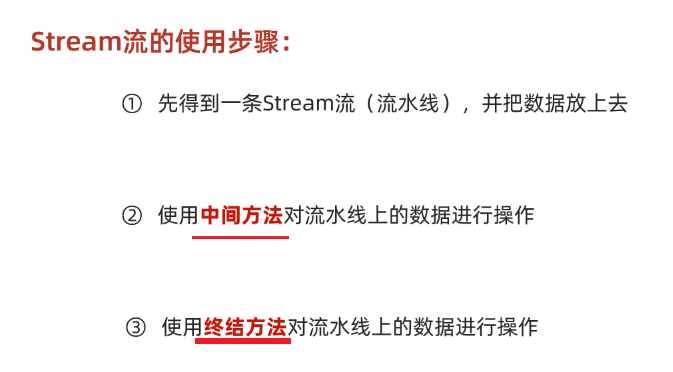 Stream流的使用步骤：
① 先得到一条Stream流（流水线），并把数据放上去
② 使用中间方法对流水线上的数据进行操作
③ 使用终结方法对流水线上的数据进行操作